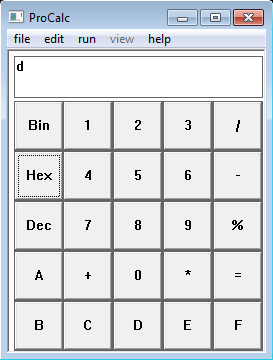 ProCalc
file edit run view help
d
Bin 1 2 3 /
Hex 4 5 6 -
Dec 7 8 9 %
A + 0 * =
B C D E F